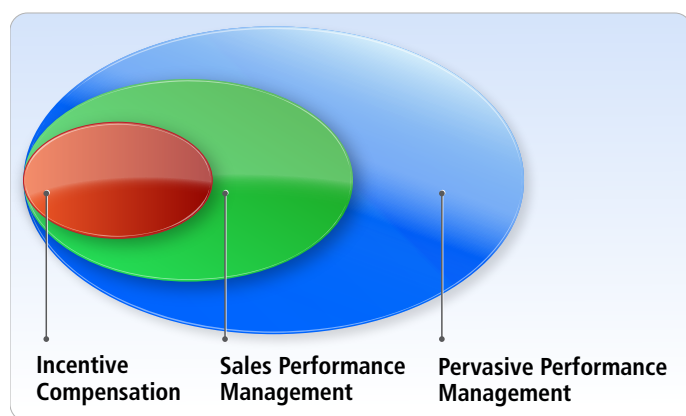 Incentive
Compensation
Sales Performance
Management
Pervasive Performance
Management